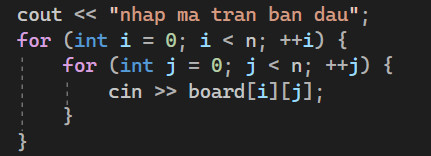 cout << "nhap ma tran ban dau";
for (int i = 0; i < n; ++i) {
    for (int j = 0; j < n; ++j) {
        cin >> board[i][j];
    }
}